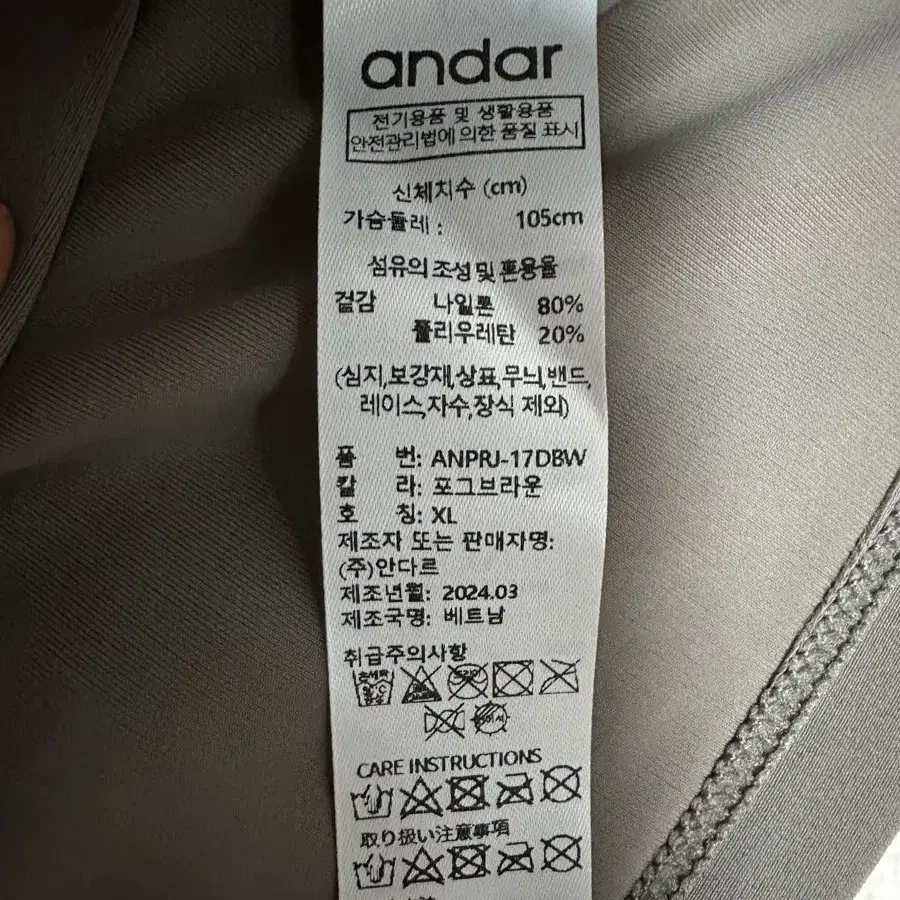 andar
전기용품 및 생활용품
안전관리법에 의한 품질 표시
신체치수 (cm)
가슴둘레 : 105cm
섬유의 조성 및 혼용율
겉감 나일론 80%
폴리우레탄 20%
(심지,보강재,상표,무늬,밴드,
레이스,자수,장식 제외)
품 번: ANPRJ-17DBW
칼 라: 포그브라운
호 칭: XL
제조자 또는 판매자명:
(주)안다르
제조년월: 2024.03
제조국명: 베트남
취급주의사항
CARE INSTRUCTIONS
取り扱い注意事項